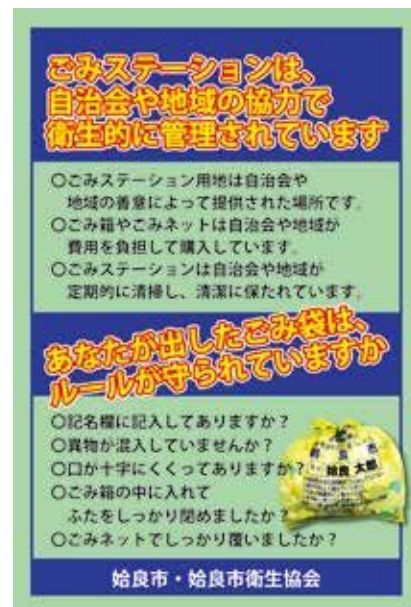 ごみステーションは、
自治会や地域の協力で
衛生的に管理されています
○ごみステーション用地は自治会や
地域の善意によって提供された場所です。
○ごみ箱やごみネットは自治会や地域が
費用を負担して購入しています。
○ごみステーションは自治会や地域が
定期的に清掃し、清潔に保たれています。
あなたが出したごみ袋は、
ルールが守られていますか
○記名欄に記入してありますか？
○異物が混入していませんか？
○口が十字にくくってありますか？
○ごみ箱の中に入れて
ふたをしっかり閉めましたか？
○ごみネットでしっかり覆いましたか？
姶良 太郎
姶良市・姶良市衛生協会